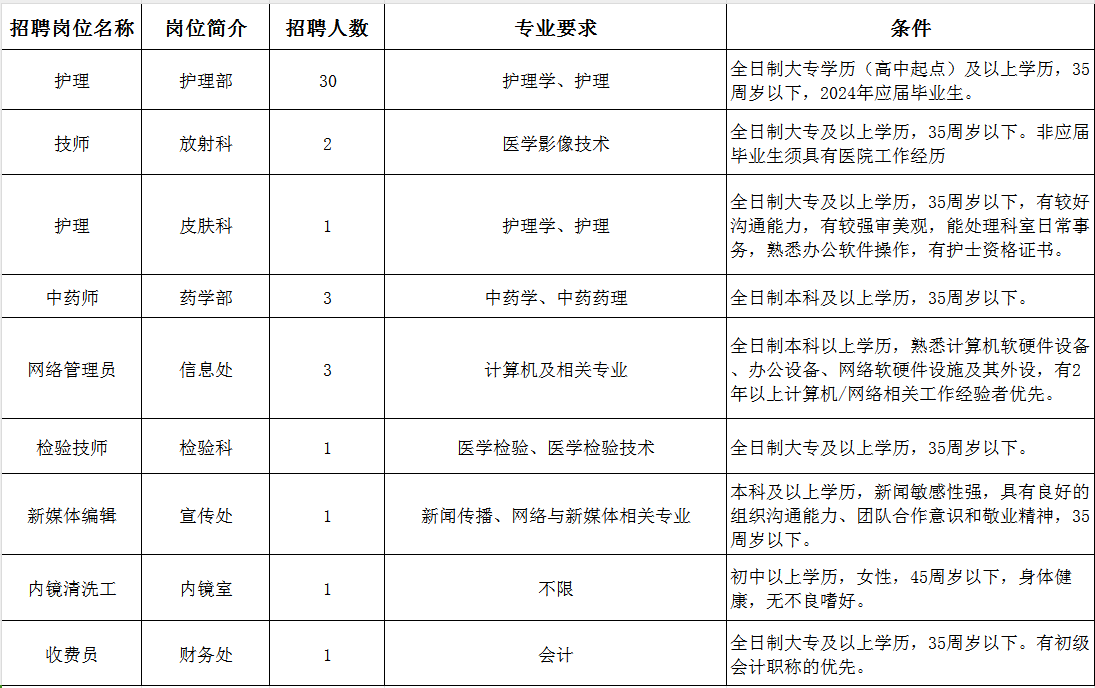 招聘岗位名称 岗位简介 招聘人数 专业要求 条件
护理 护理部 30 护理学、护理 全日制大专学历（高中起点）及以上学历，35
周岁以下，2024年应届毕业生。
技师 放射科 2 医学影像技术 全日制大专及以上学历，35周岁以下。非应届
毕业生须具有医院工作经历
护理 皮肤科 1 护理学、护理 全日制大专及以上学历，35周岁以下，有较好
沟通能力，有较强审美观，能处理科室日常事
务，熟悉办公软件操作，有护士资格证书。
中药师 药学部 3 中药学、中药药理 全日制本科及以上学历，35周岁以下。
网络管理员 信息处 3 计算机及相关专业 全日制本科以上学历，熟悉计算机软硬件设备
、办公设备、网络软硬件设施及其外设，有2
年以上计算机/网络相关工作经验者优先。
检验技师 检验科 1 医学检验、医学检验技术 全日制大专及以上学历，35周岁以下。
新媒体编辑 宣传处 1 新闻传播、网络与新媒体相关专业 本科及以上学历，新闻敏感性强，具有良好的
组织沟通能力、团队合作意识和敬业精神，35
周岁以下。
内镜清洗工 内镜室 1 不限 初中以上学历，女性，45周岁以下，身体健
康，无不良嗜好。
收费员 财务处 1 会计 全日制大专及以上学历，35周岁以下。有初级
会计职称的优先。